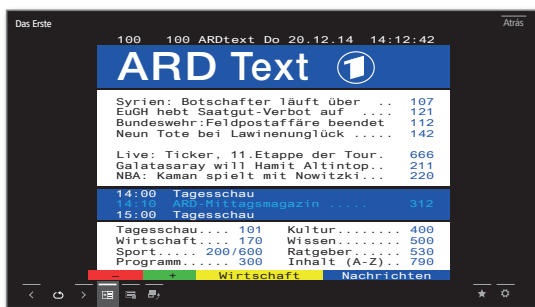 Das Erste
Atrás
100 100 ARDtext Do 20.12.14 14:12:42
ARD Text 1
Syrien: Botschafter läuft über .. 107
EuGH hebt Saatgut-Verbot auf .... 121
Bundeswehr:Feldpostaffäre beendet 112
Neun Tote bei Lawinenunglück ..... 142
Live: Ticker, 11.Etappe der Tour. 666
Galatasaray will Hamit Altintop.. 211
NBA: Kaman spielt mit Nowitzki... 220
14:00 Tagesschau
14:10 ARD-Mittagsmagazin ..... 312
15:00 Tagesschau
Tagesschau.... 101 Kultur........ 400
Wirtschaft.... 170 Wissen........ 500
Sport..... 200/600 Ratgeber...... 530
Programm...... 300 Inhalt (A-Z).. 790
- + Wirtschaft Nachrichten